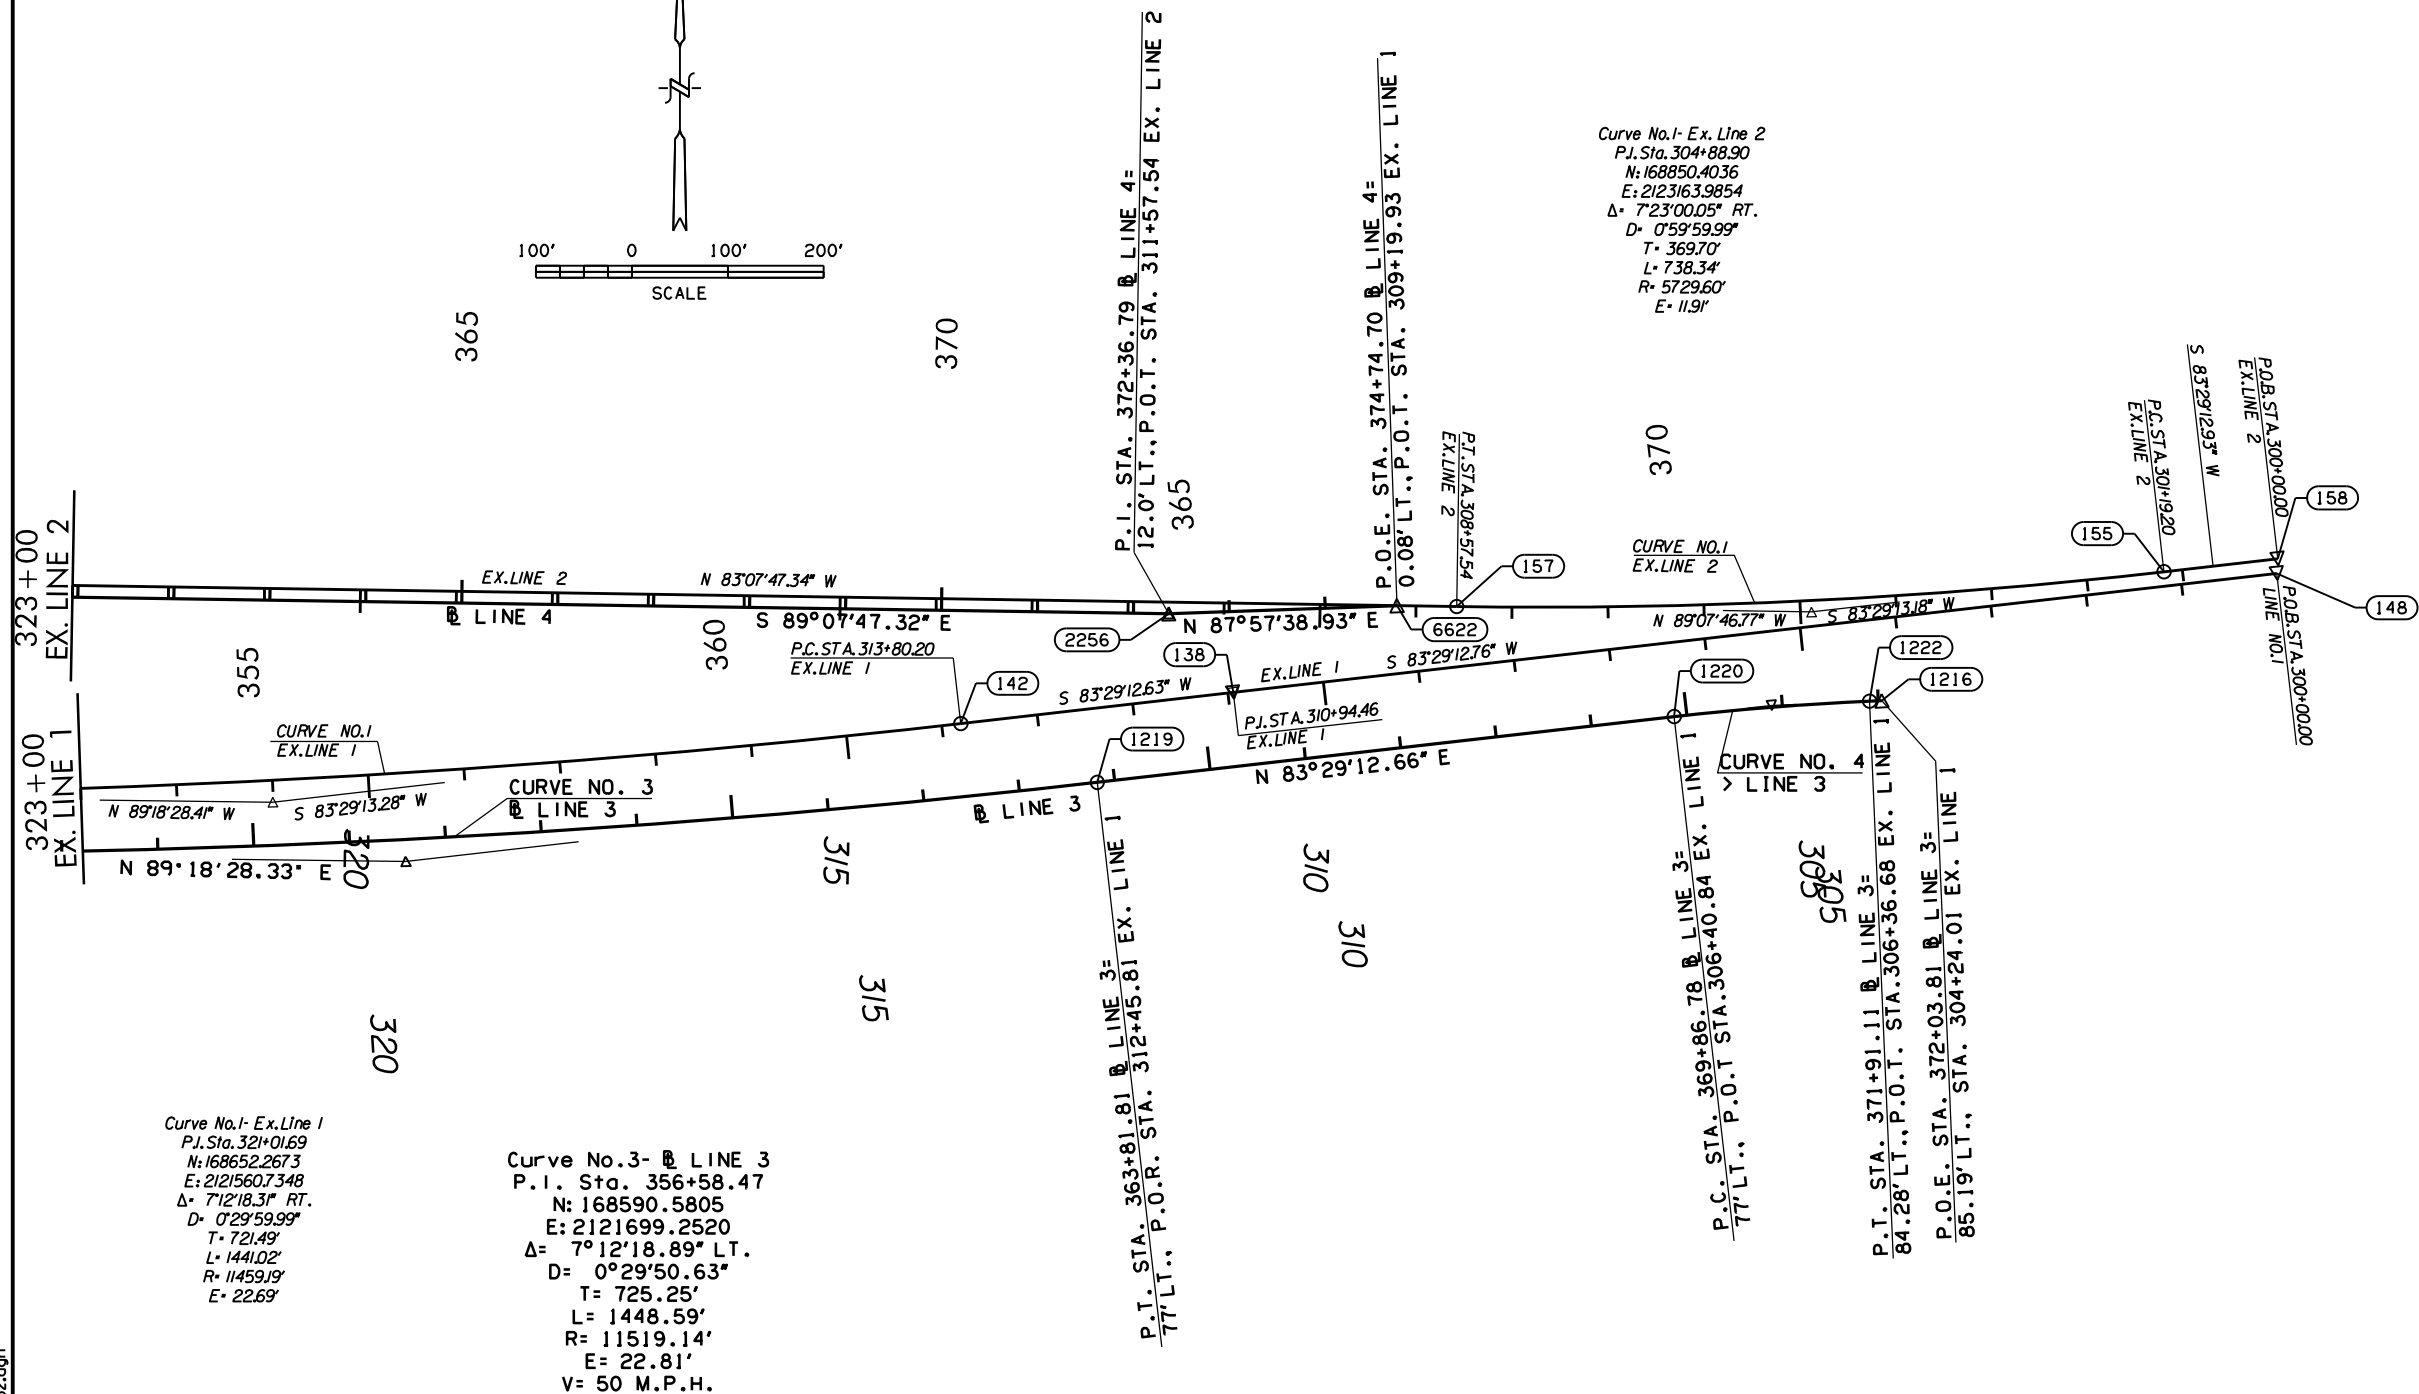 100' 0 100' 200'
SCALE
365
370
P.I. STA. 372+36.79 ℄ LINE 4=
12.0' LT., P.O.T. STA. 311+57.54 EX. LINE 2
P.O.E. STA. 374+74.70 ℄ LINE 4=
0.08' LT., P.O.T. STA. 309+19.93 EX. LINE 1
Curve No.1- Ex. Line 2
P.I. Sta. 304+88.90
N: 168850.4036
E: 2123163.9854
Δ= 7°23'00.05" RT.
D= 0°59'59.99"
T= 369.70'
L= 738.34'
R= 5729.60'
E= 11.91'
P.T. STA. 308+57.54
EX. LINE 2
365
370
P.C. STA. 301+19.20
EX. LINE 2
S 83°29'12.93" W
P.O.B. STA. 300+00.00
EX. LINE 2
158
155
157
148
P.O.B. STA. 300+00.00
LINE NO.1
323+00
EX. LINE 2
EX. LINE 2
N 83°07'47.34" W
℄ LINE 4
S 89°07'47.32" E
2256
N 87°57'38.93" E
6622
CURVE NO.1
EX. LINE 2
N 89°07'46.77" W
S 83°29'13.18" W
355
360
P.C. STA. 313+80.20
EX. LINE 1
142
138
S 83°29'12.63" W
EX. LINE 1
S 83°29'12.76" W
P.I. STA. 310+94.46
EX. LINE 1
1220
1222
1216
1219
323+00
EX. LINE 1
CURVE NO.1
EX. LINE 1
N 89°18'28.41" W
S 83°29'13.28" W
CURVE NO. 3
℄ LINE 3
℄ LINE 3
N 83°29'12.66" E
CURVE NO. 4
> LINE 3
N 89°18'28.33" E
320
315
310
305
305
310
315
320
P.T. STA. 363+81.81 ℄ LINE 3=
77' LT., P.O.R. STA. 312+45.81 EX. LINE 1
P.C. STA. 369+86.78 ℄ LINE 3=
77' LT., P.O.T STA. 306+40.84 EX. LINE 1
P.T. STA. 371+91.11 ℄ LINE 3=
84.28' LT., P.O.T. STA. 306+36.68 EX. LINE 1
P.O.E. STA. 372+03.81 ℄ LINE 3=
85.19' LT., STA. 304+24.01 EX. LINE 1
Curve No.1- Ex. Line 1
P.I. Sta. 321+01.69
N: 168652.2673
E: 2121560.7348
Δ= 7°12'18.31" RT.
D= 0°29'59.99"
T= 721.49'
L= 1441.02'
R= 11459.19'
E= 22.69'
Curve No.3- ℄ LINE 3
P.I. Sta. 356+58.47
N: 168590.5805
E: 2121699.2520
Δ= 7°12'18.89" LT.
D= 0°29'50.63"
T= 725.25'
L= 1448.59'
R= 11519.14'
E= 22.81'
V= 50 M.P.H.